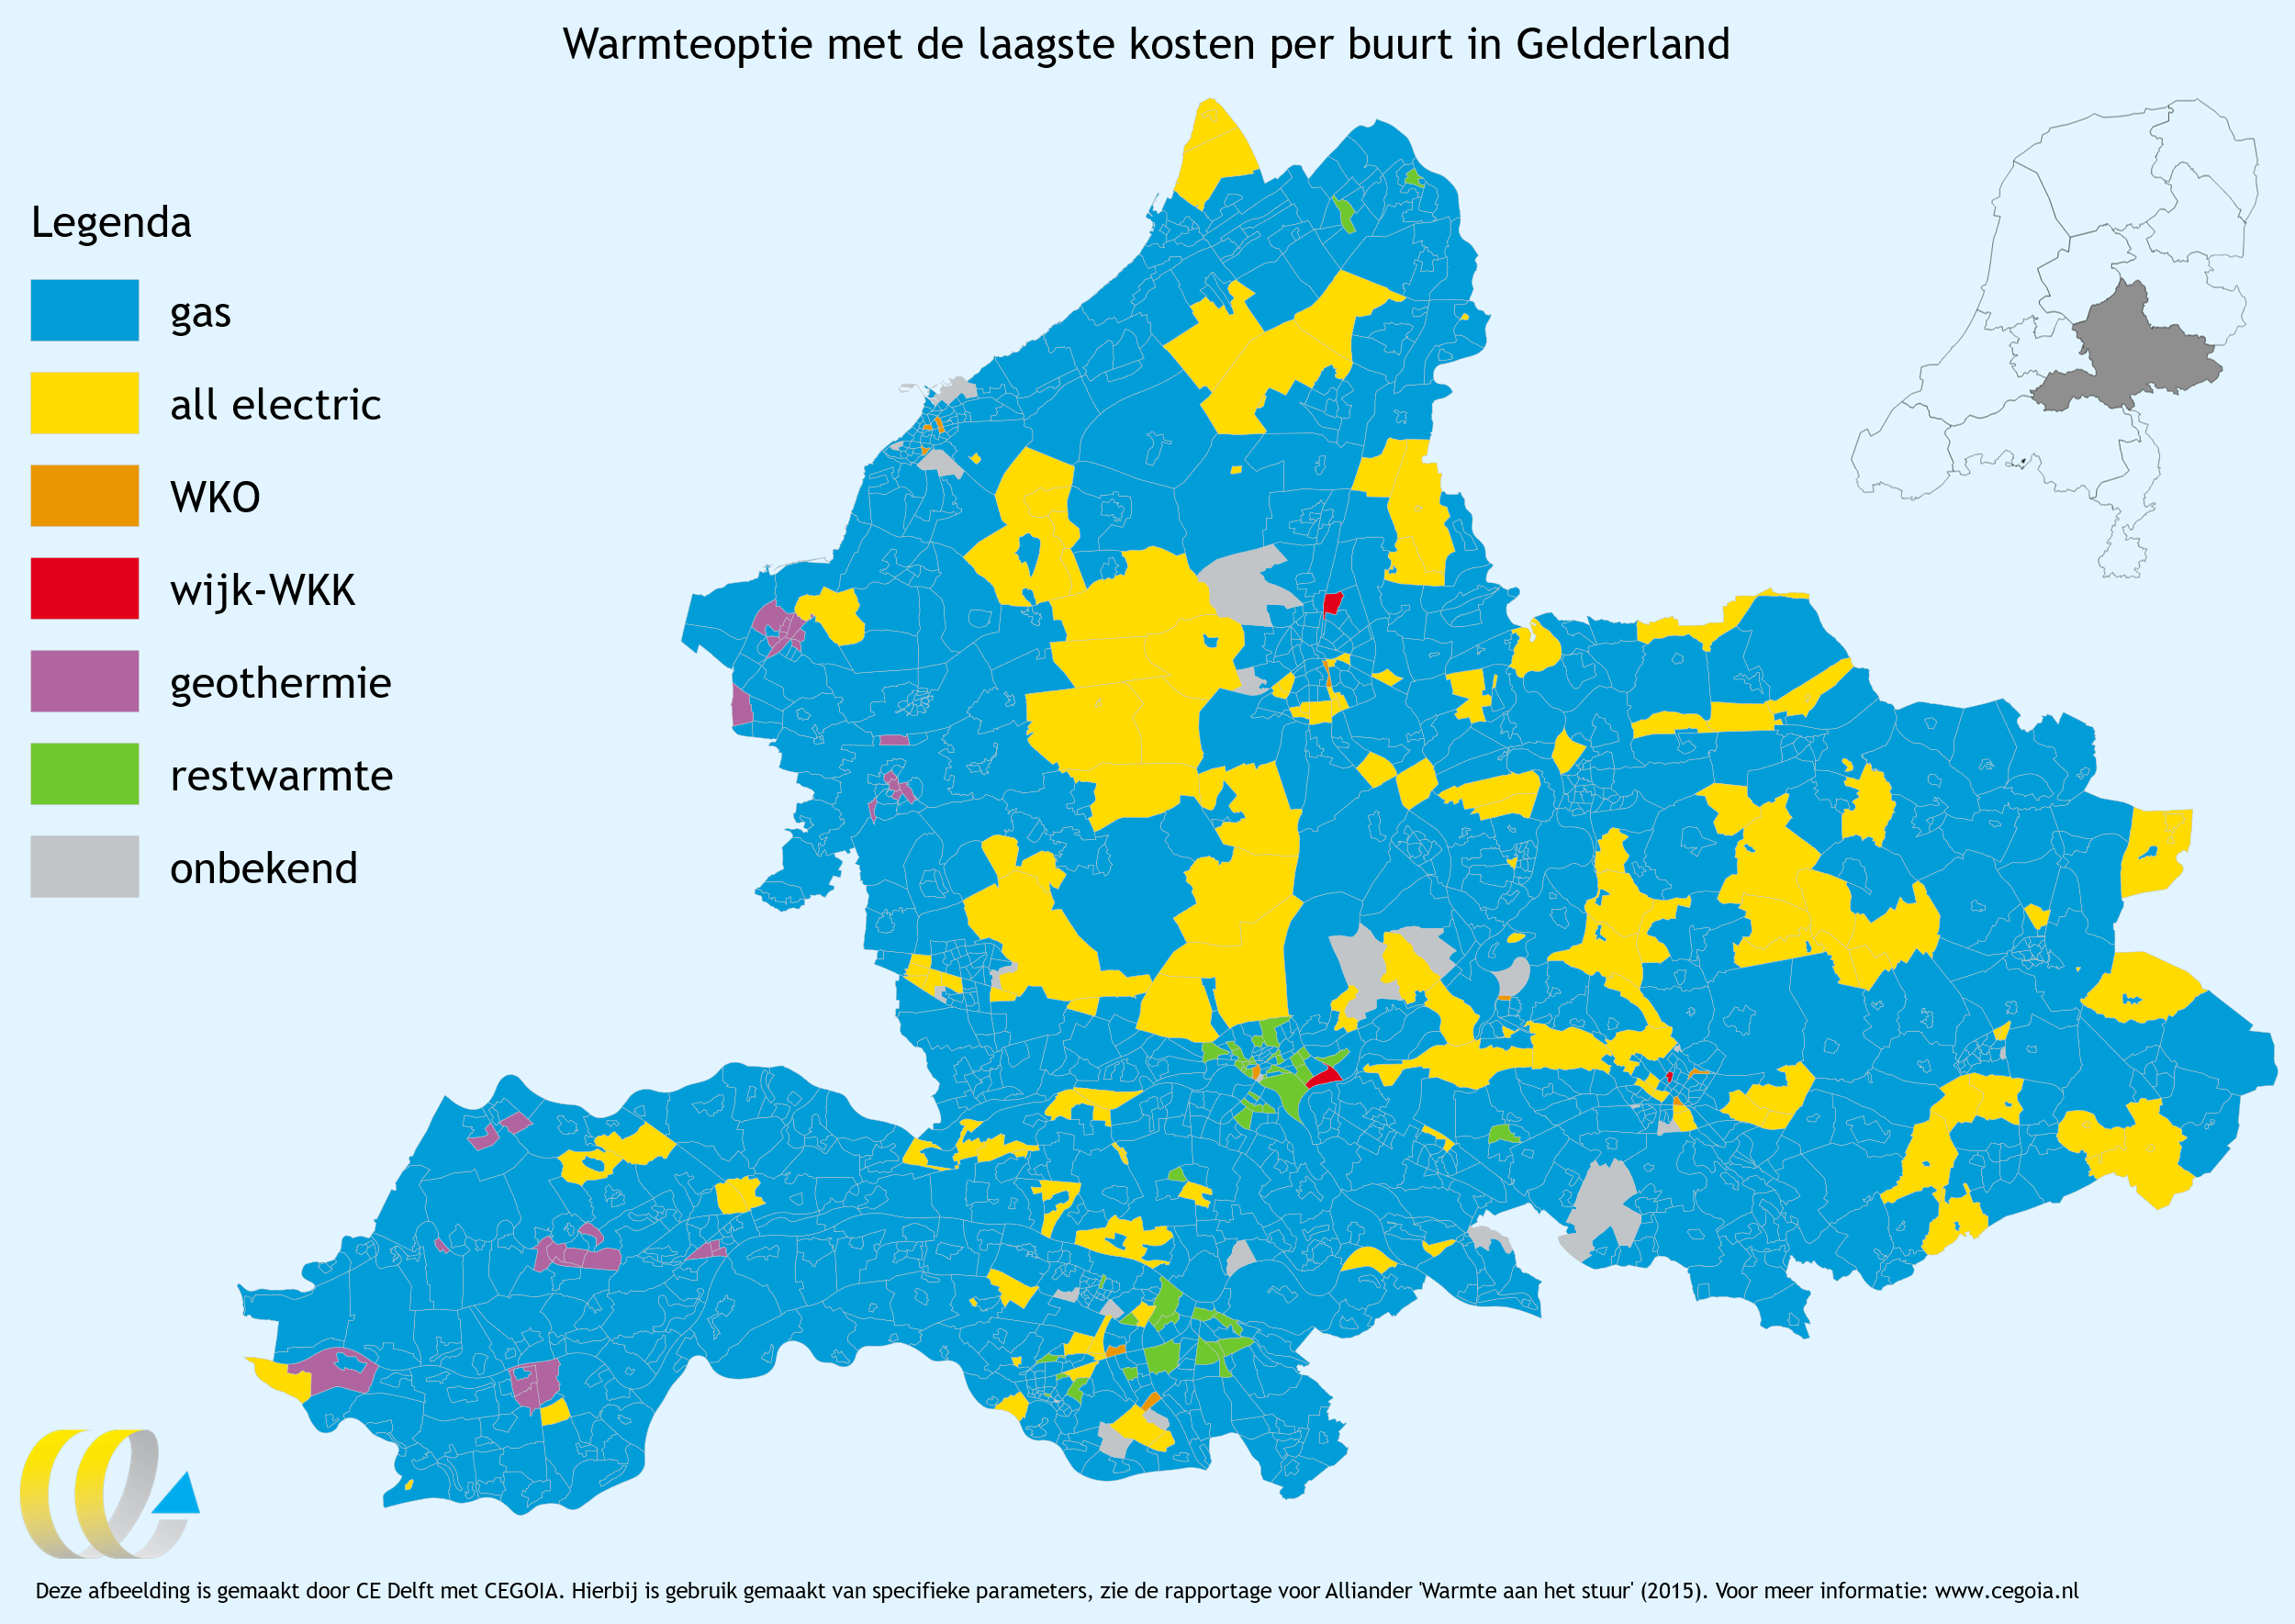 Warmteoptie met de laagste kosten per buurt in Gelderland
Legenda
gas
all electric
WKO
wijk-WKK
geothermie
restwarmte
onbekend
Deze afbeelding is gemaakt door CE Delft met CEGOIA. Hierbij is gebruik gemaakt van specifieke parameters, zie de rapportage voor Alliander 'Warmte aan het stuur' (2015). Voor meer informatie: www.cegoia.nl